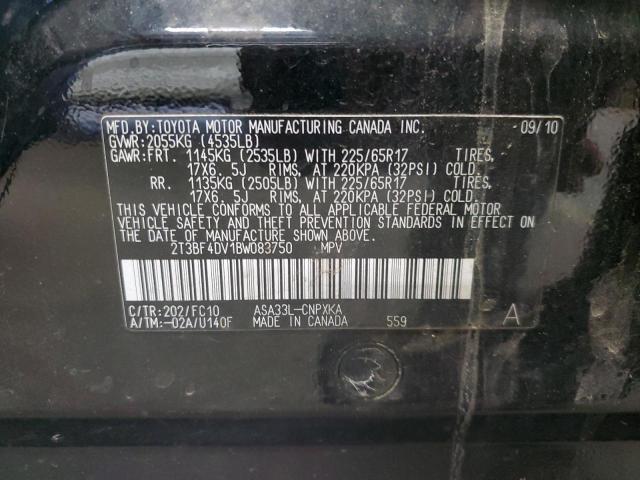 MFD.BY:TOYOTA MOTOR MANUFACTURING CANADA INC. 09/10
GVWR:2055KG (4535LB)
GAWR:FRT. 1145KG (2535LB) WITH 225/65R17 TIRES,
17X6. 5J RIMS, AT 220KPA (32PSI) COLD.
RR. 1135KG (2505LB) WITH 225/65R17 TIRES,
17X6. 5J RIMS, AT 220KPA (32PSI) COLD.
THIS VEHICLE CONFORMS TO ALL APPLICABLE FEDERAL MOTOR
VEHICLE SAFETY AND THEFT PREVENTION STANDARDS IN EFFECT ON
THE DATE OF MANUFACTURE SHOWN ABOVE.
2T3BF4DV1BW083750 MPV
C/TR:202/FC10 ASA33L-CNPXKA
A/TM:-02A/U140F MADE IN CANADA 559 A